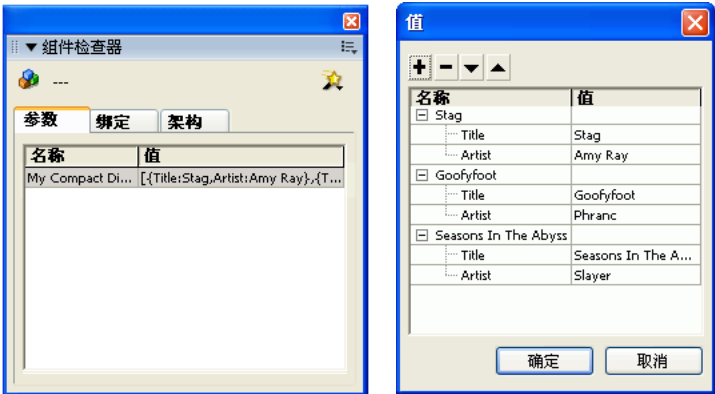 组件检查器
---
参数 绑定 架构
名称 值
My Compact Di... [{Title:Stag,Artist:Amy Ray},{T...
值
名称 值
Stag
Title Stag
Artist Amy Ray
Goofyfoot
Title Goofyfoot
Artist Phranc
Seasons In The Abyss
Title Seasons In The A...
Artist Slayer
确定 取消